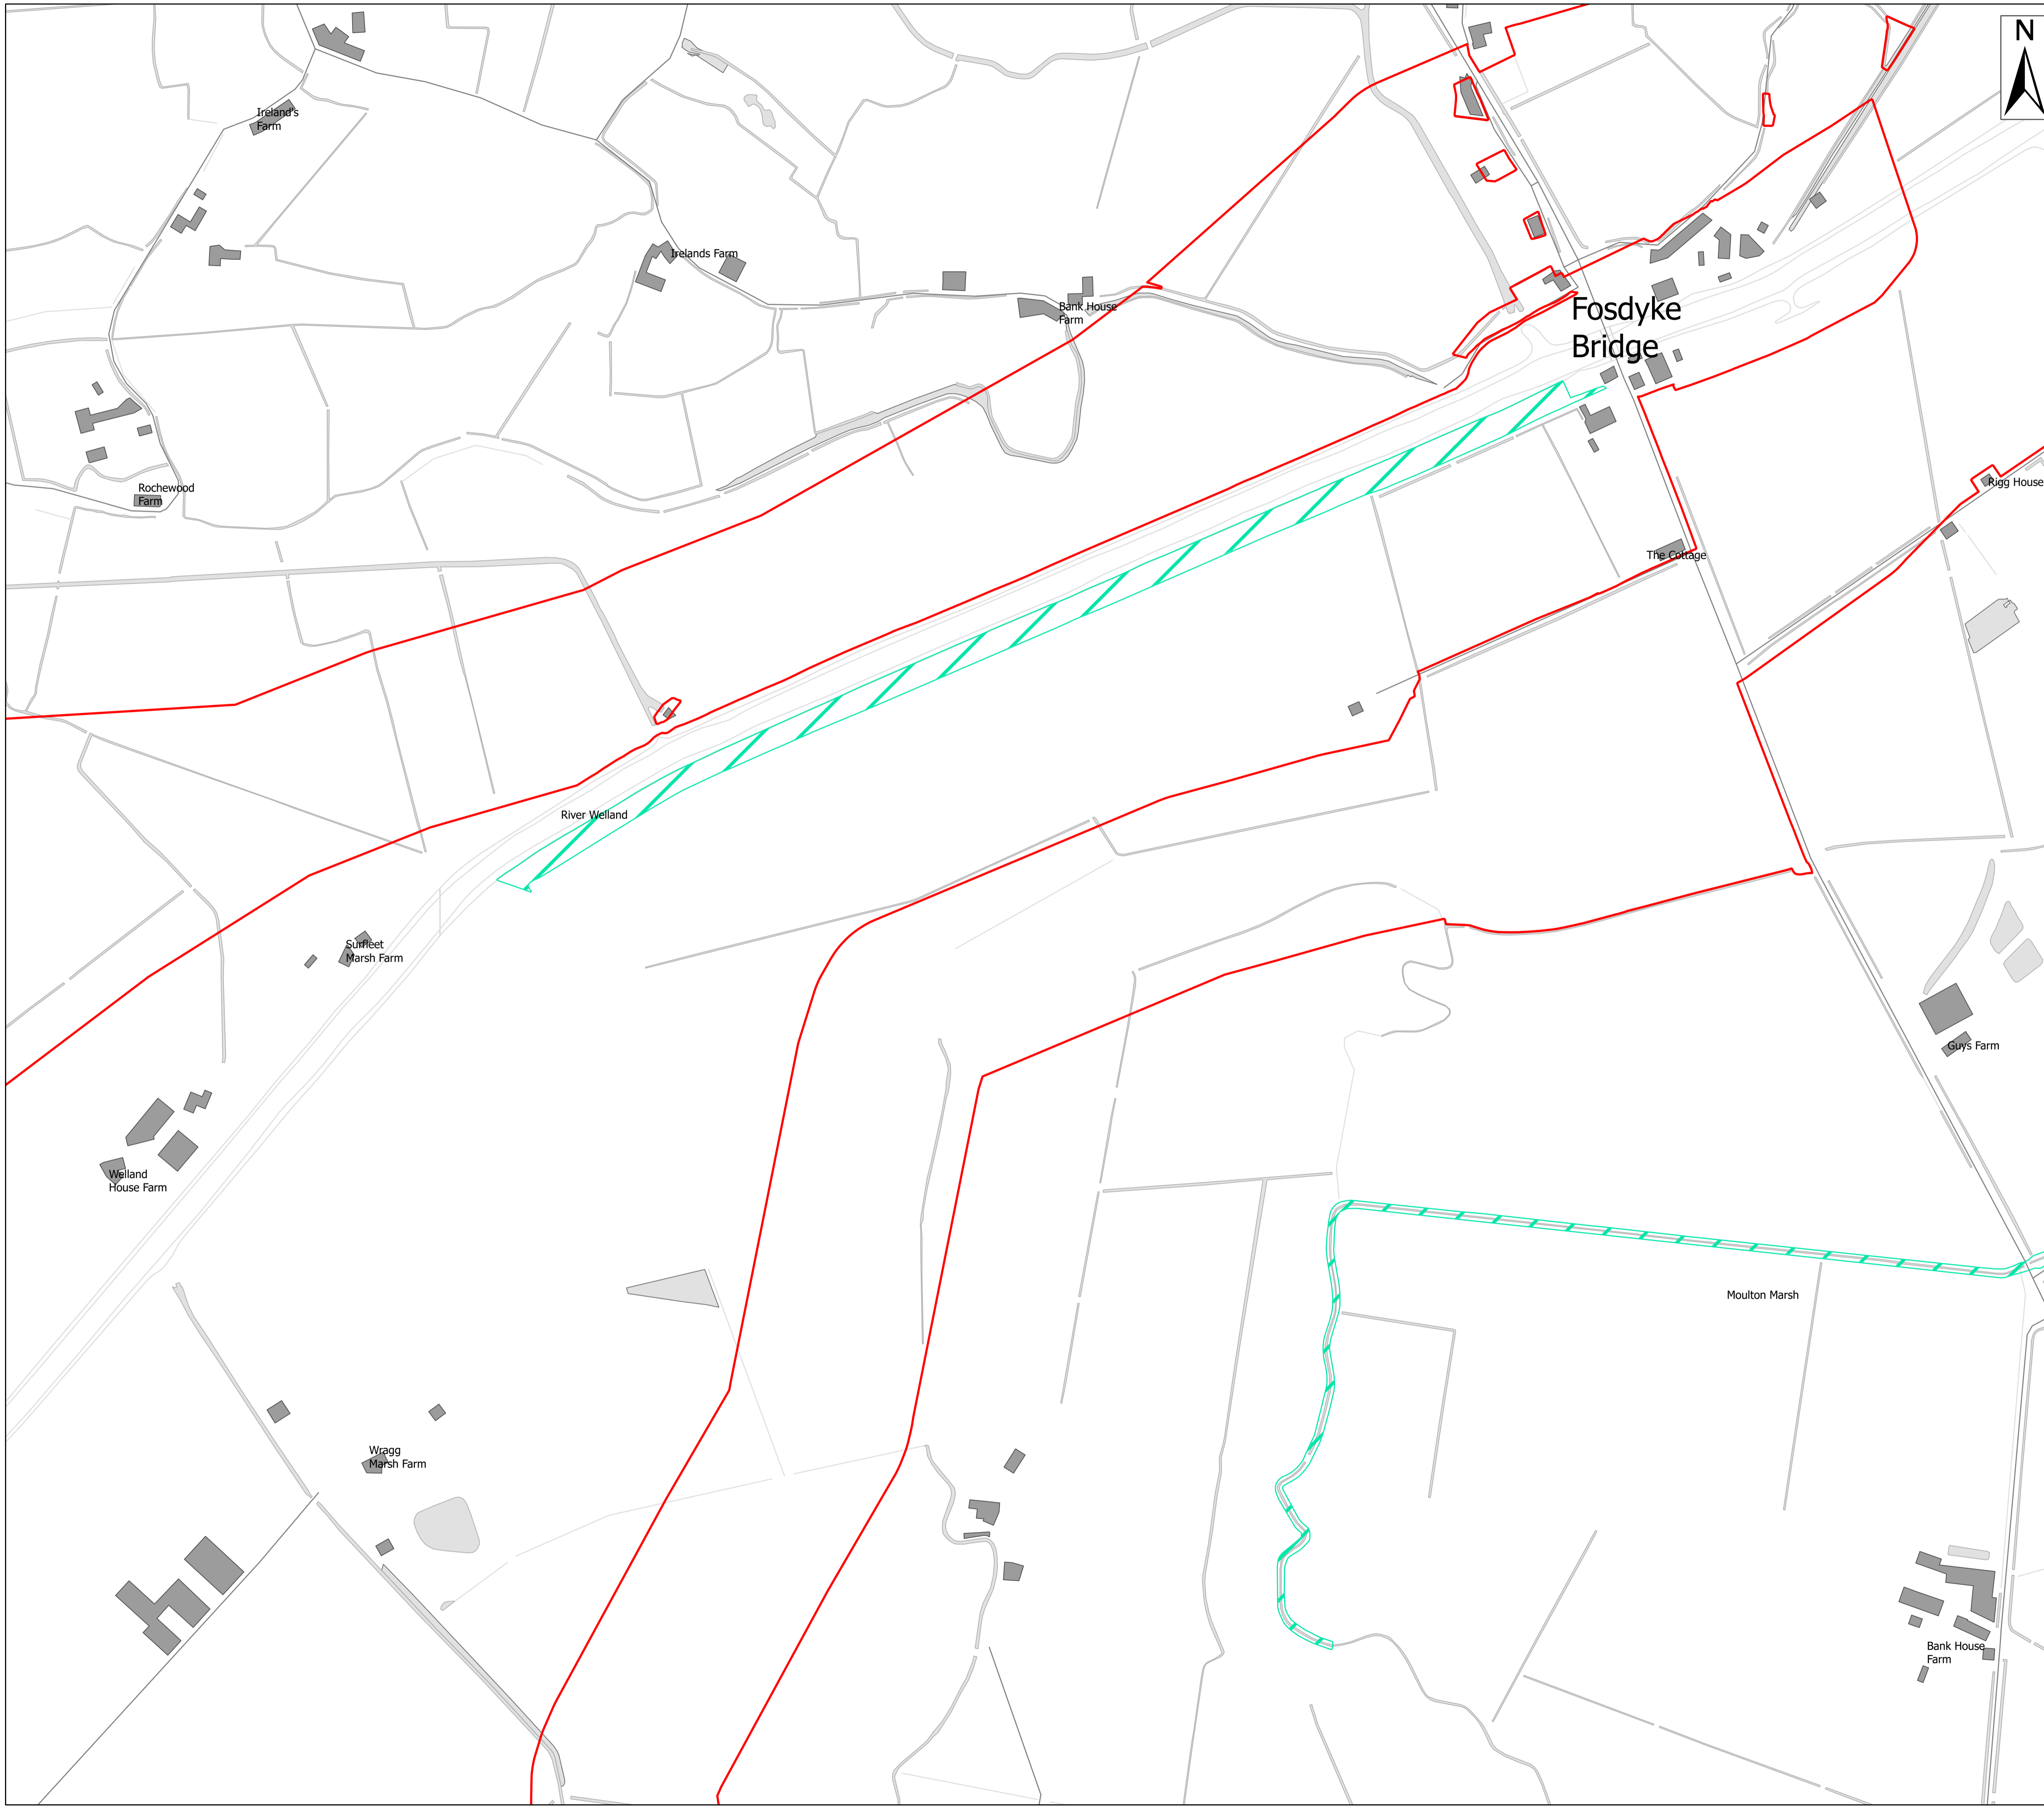 N
Ireland's
Farm
Irelands Farm
Bank House
Farm
Fosdyke
Bridge
Rochewood
Farm
Rigg House
The Cottage
River Welland
Surfleet
Marsh Farm
Guys Farm
Welland
House Farm
Moulton Marsh
Wragg
Marsh Farm
Bank House
Farm